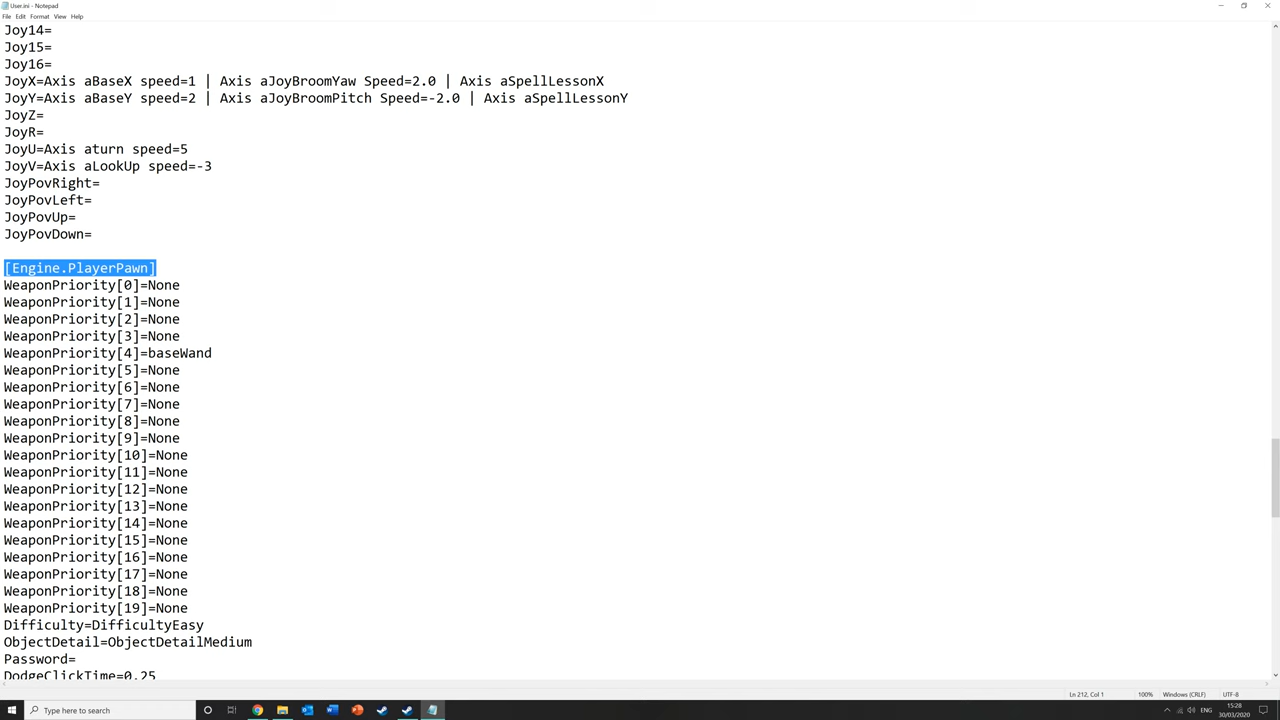 User.ini - Notepad
File Edit Format View Help
Joy14=
Joy15=
Joy16=
JoyX=Axis aBaseX speed=1 | Axis aJoyBroomYaw Speed=2.0 | Axis aSpellLessonX
JoyY=Axis aBaseY speed=2 | Axis aJoyBroomPitch Speed=-2.0 | Axis aSpellLessonY
JoyZ=
JoyR=
JoyU=Axis aturn speed=5
JoyV=Axis aLookUp speed=-3
JoyPovRight=
JoyPovLeft=
JoyPovUp=
JoyPovDown=
[Engine.PlayerPawn]
WeaponPriority[0]=None
WeaponPriority[1]=None
WeaponPriority[2]=None
WeaponPriority[3]=None
WeaponPriority[4]=baseWand
WeaponPriority[5]=None
WeaponPriority[6]=None
WeaponPriority[7]=None
WeaponPriority[8]=None
WeaponPriority[9]=None
WeaponPriority[10]=None
WeaponPriority[11]=None
WeaponPriority[12]=None
WeaponPriority[13]=None
WeaponPriority[14]=None
WeaponPriority[15]=None
WeaponPriority[16]=None
WeaponPriority[17]=None
WeaponPriority[18]=None
WeaponPriority[19]=None
Difficulty=DifficultyEasy
ObjectDetail=ObjectDetailMedium
Password=
DodgeClickTime=0.25
Ln 212, Col 1 100% Windows (CRLF) UTF-8
Type here to search
ENG
15:28
30/03/2020